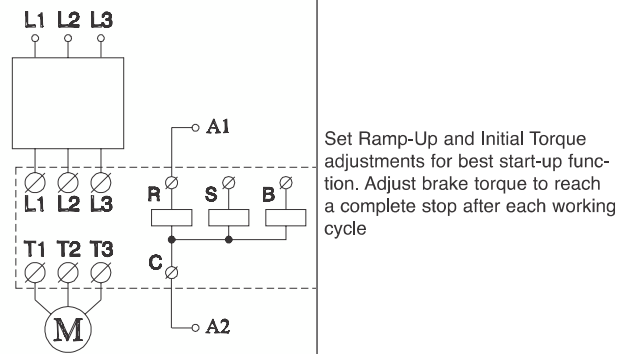 L1 L2 L3
A1
Set Ramp-Up and Initial Torque
adjustments for best start-up func-
tion. Adjust brake torque to reach
a complete stop after each working
cycle
R S B
L1 L2 L3
T1 T2 T3
C
M
A2